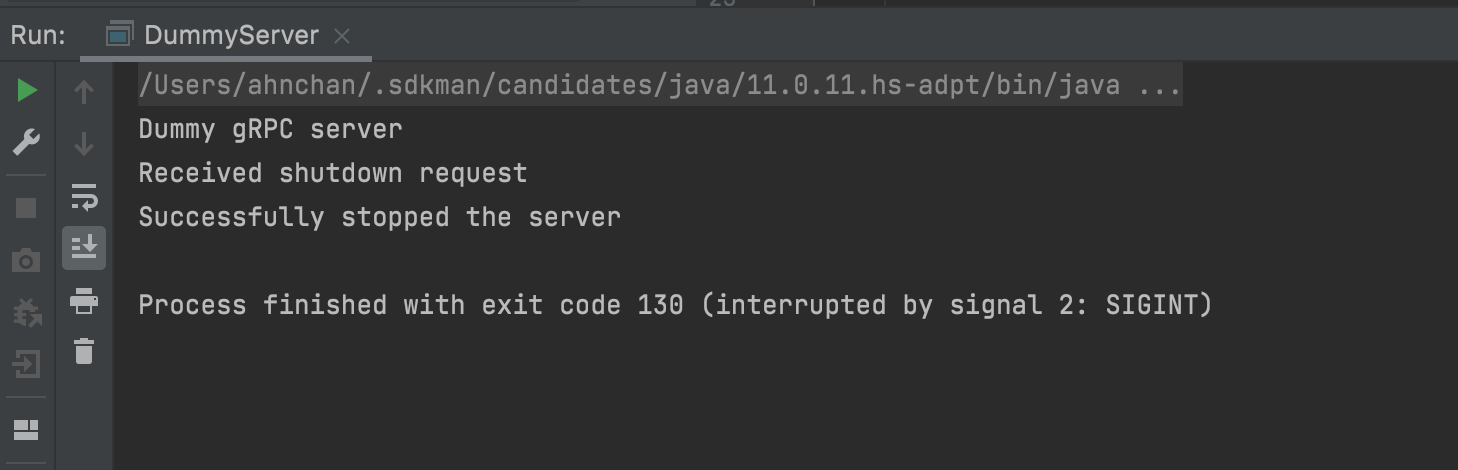 Run:
DummyServer
/Users/ahnchan/.sdkman/candidates/java/11.0.11.hs-adpt/bin/java ...
Dummy gRPC server
Received shutdown request
Successfully stopped the server
Process finished with exit code 130 (interrupted by signal 2: SIGINT)